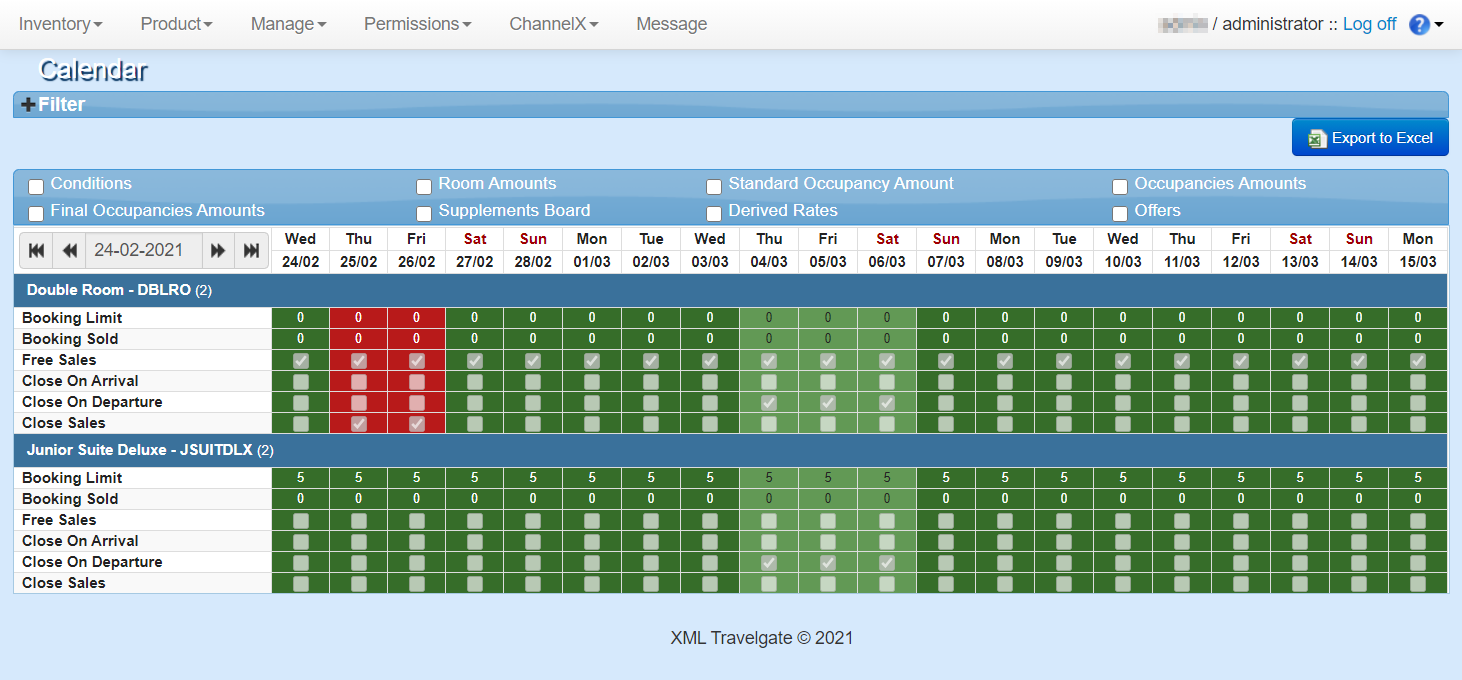 Inventory Product Manage Permissions ChannelX Message / administrator :: Log off ?
Calendar
Filter
Export to Excel
Conditions Room Amounts Standard Occupancy Amount Occupancies Amounts
Final Occupancies Amounts Supplements Board Derived Rates Offers
Wed Thu Fri Sat Sun Mon Tue Wed Thu Fri Sat Sun Mon Tue Wed Thu Fri Sat Sun Mon
24-02-2021 24/02 25/02 26/02 27/02 28/02 01/03 02/03 03/03 04/03 05/03 06/03 07/03 08/03 09/03 10/03 11/03 12/03 13/03 14/03 15/03
Double Room - DBLRO (2)
Booking Limit 0 0 0 0 0 0 0 0 0 0 0 0 0 0 0 0 0 0 0 0
Booking Sold 0 0 0 0 0 0 0 0 0 0 0 0 0 0 0 0 0 0 0 0
Free Sales
Close On Arrival
Close On Departure
Close Sales
Junior Suite Deluxe - JSUITDLX (2)
Booking Limit 5 5 5 5 5 5 5 5 5 5 5 5 5 5 5 5 5 5 5 5
Booking Sold 0 0 0 0 0 0 0 0 0 0 0 0 0 0 0 0 0 0 0 0
Free Sales
Close On Arrival
Close On Departure
Close Sales
XML Travelgate © 2021